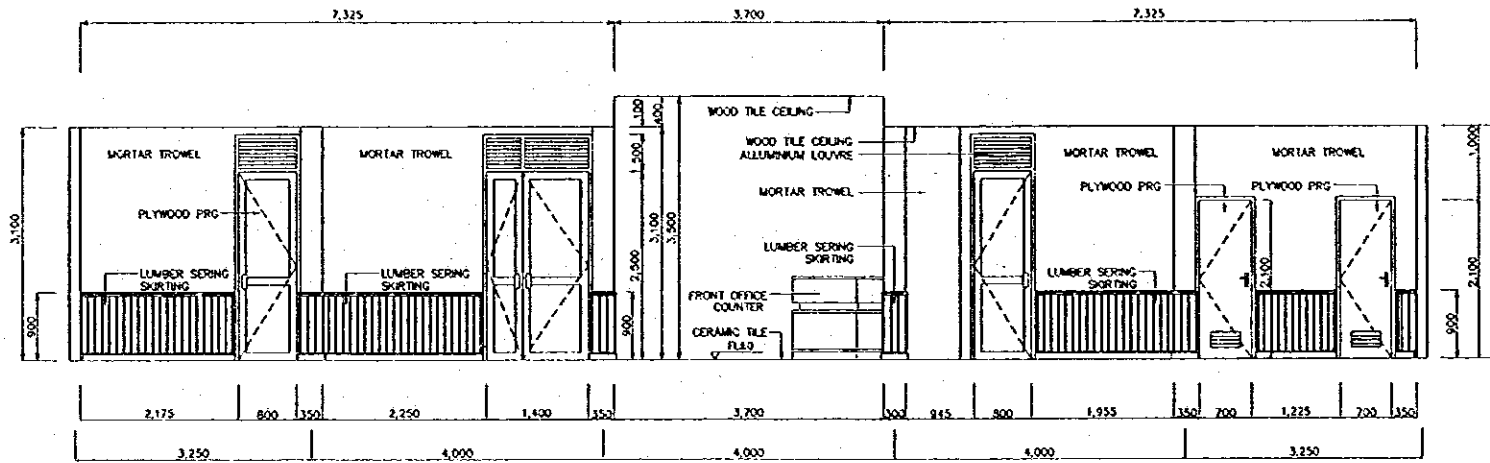 7,325
3,700
7,325
WOOD TILE CEILING
100
400
MORTAR TROWEL
MORTAR TROWEL
WOOD TILE CEILING
ALLUMINIUM LOUVRE
MORTAR TROWEL
MORTAR TROWEL
1,000
500
PLYWOOD PRG
PLYWOOD PRG
MORTAR TROWEL
PLYWOOD PRG
3,100
3,100
3,500
2,500
LUMBER SERING
SKIRTING
LUMBER SERING
SKIRTING
LUMBER SERING
SKIRTING
LUMBER SERING
SKIRTING
2,100
2,100
FRONT OFFICE
COUNTER
900
900
900
CERAMIC TILE
2,175
800
350
2,250
1,400
350
3,700
300
945
800
1,955
350
700
1,225
700
350
3,250
4,000
4,000
4,000
3,250